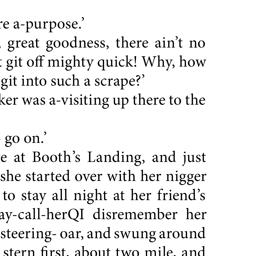 re a-purpose.’
great goodness, there ain’t no
git off mighty quick! Why, how
git into such a scrape?’
ker was a-visiting up there to the
go on.’
e at Booth’s Landing, and just
she started over with her nigger
to stay all night at her friend’s
ay-call-herQI disremember her
steering- oar, and swung around
stern first, about two mile, and